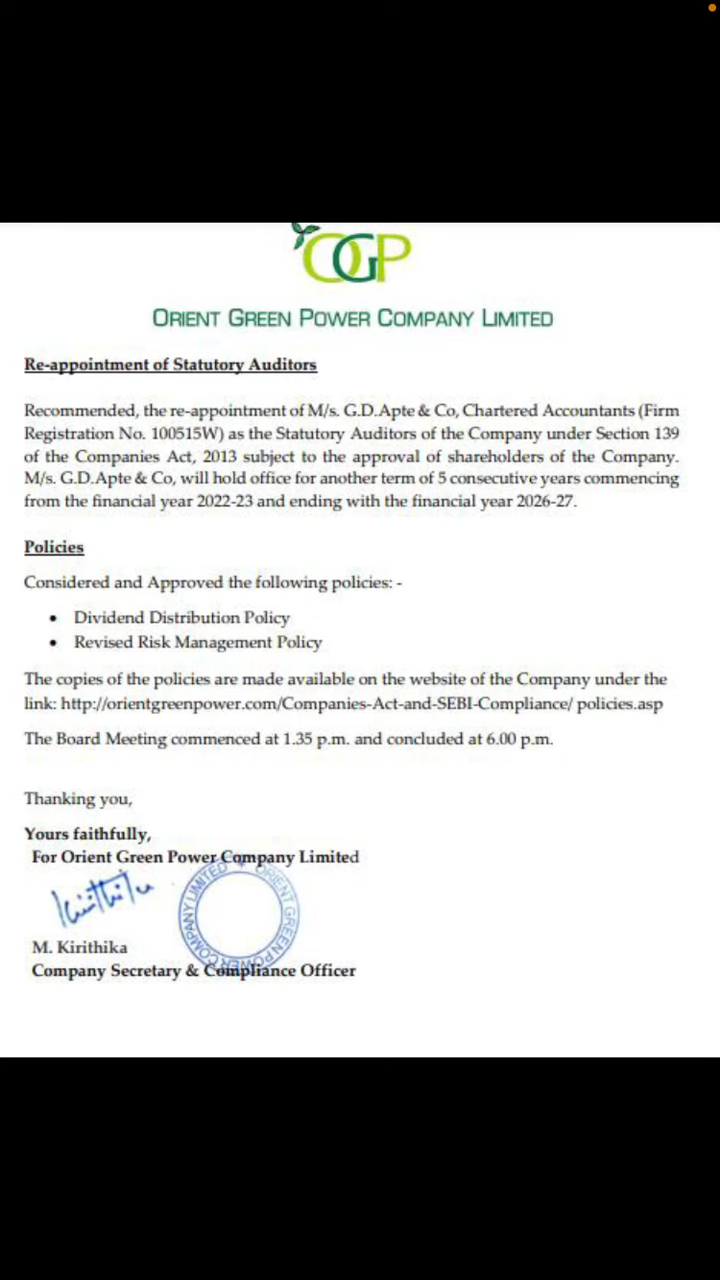 OGP
ORIENT GREEN POWER COMPANY LIMITED
Re-appointment of Statutory Auditors
Recommended, the re-appointment of M/s. G.D.Apte & Co, Chartered Accountants (Firm
Registration No. 100515W) as the Statutory Auditors of the Company under Section 139
of the Companies Act, 2013 subject to the approval of shareholders of the Company.
M/s. G.D.Apte & Co, will hold office for another term of 5 consecutive years commencing
from the financial year 2022-23 and ending with the financial year 2026-27.
Policies
Considered and Approved the following policies: -
• Dividend Distribution Policy
• Revised Risk Management Policy
The copies of the policies are made available on the website of the Company under the
link: http://orientgreenpower.com/Companies-Act-and-SEBI-Compliance/ policies.asp
The Board Meeting commenced at 1.35 p.m. and concluded at 6.00 p.m.
Thanking you,
Yours faithfully,
For Orient Green Power Company Limited
Kirithika
ORIENT GREEN POWER COMPANY LIMITED
M. Kirithika
Company Secretary & Compliance Officer